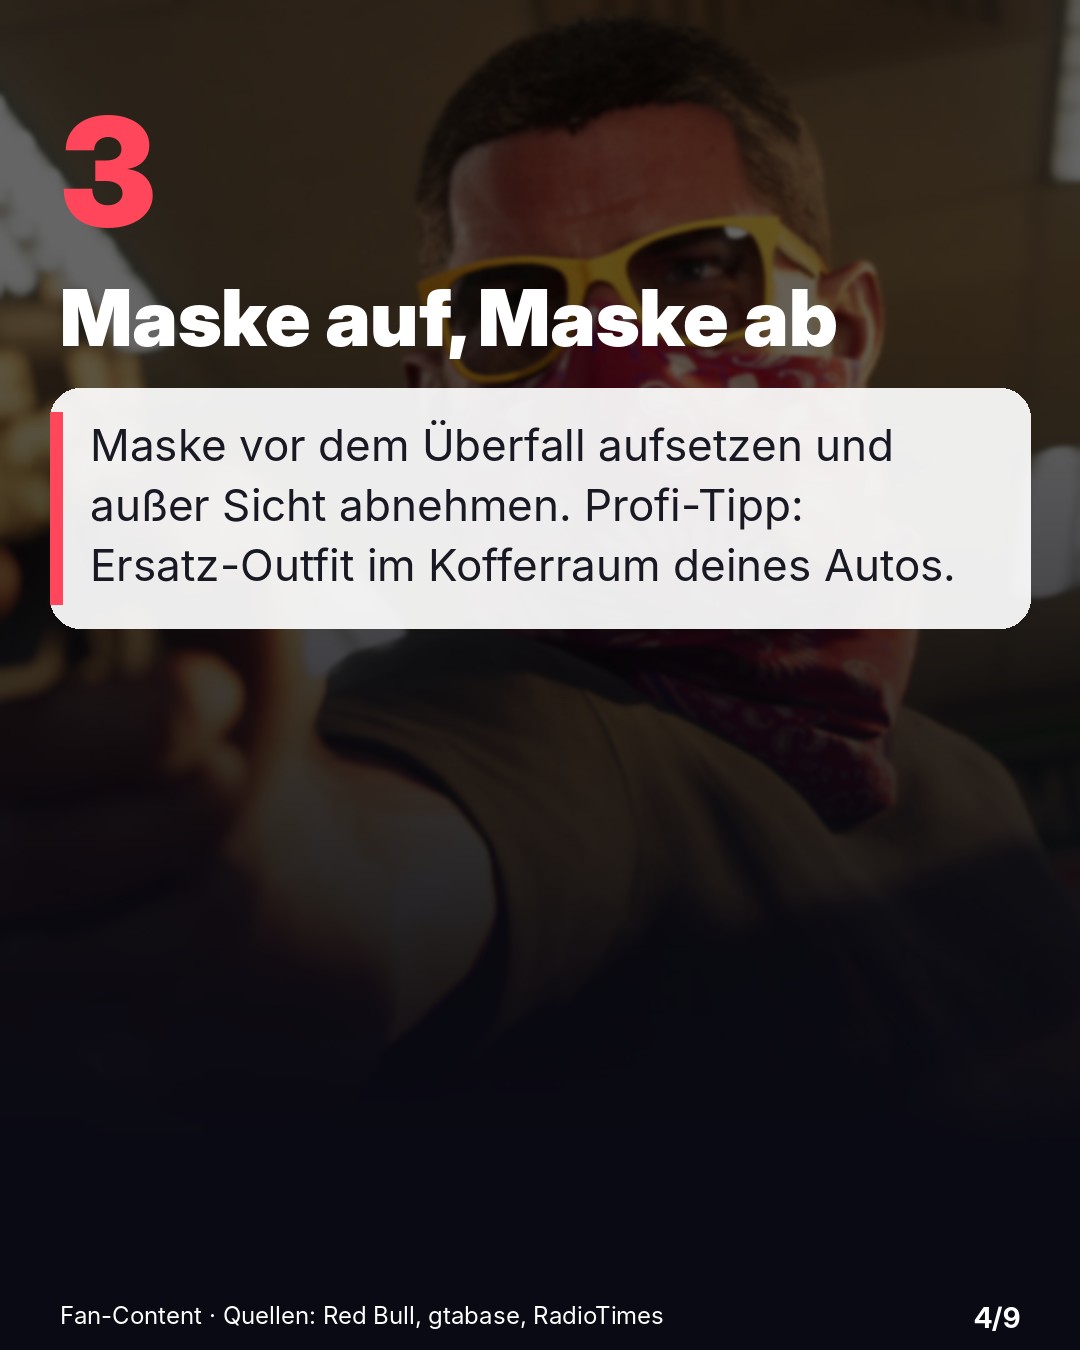 3
Maske auf, Maske ab
Maske vor dem Überfall aufsetzen und
außer Sicht abnehmen. Profi-Tipp:
Ersatz-Outfit im Kofferraum deines Autos.
Fan-Content · Quellen: Red Bull, gtabase, RadioTimes
4/9